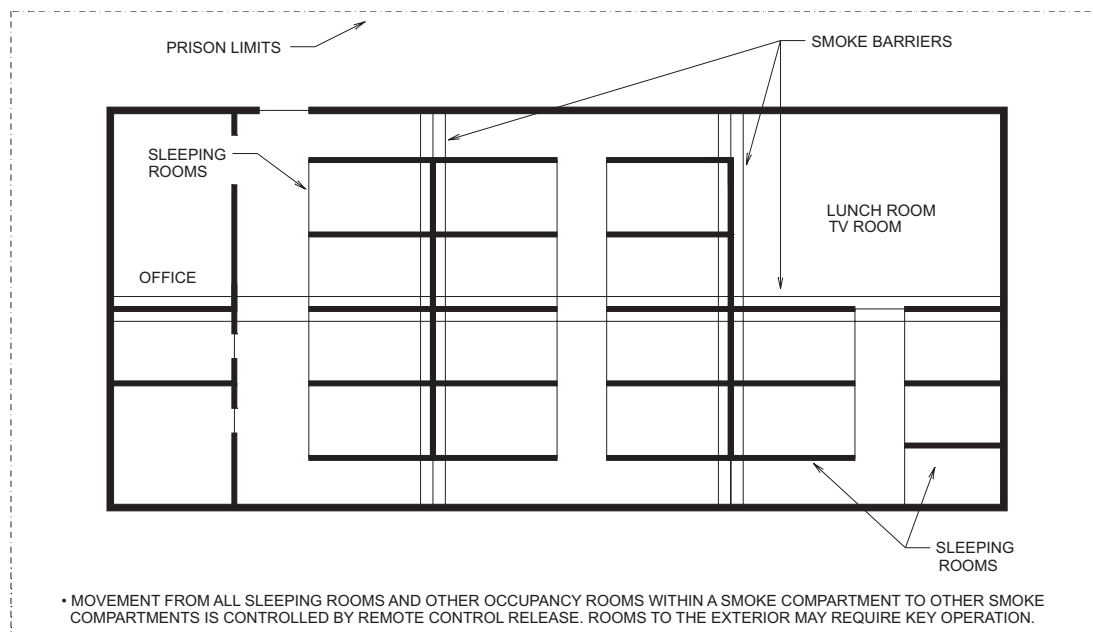 PRISON LIMITS
SMOKE BARRIERS
SLEEPING
ROOMS
LUNCH ROOM
TV ROOM
OFFICE
SLEEPING
ROOMS
• MOVEMENT FROM ALL SLEEPING ROOMS AND OTHER OCCUPANCY ROOMS WITHIN A SMOKE COMPARTMENT TO OTHER SMOKE
COMPARTMENTS IS CONTROLLED BY REMOTE CONTROL RELEASE. ROOMS TO THE EXTERIOR MAY REQUIRE KEY OPERATION.